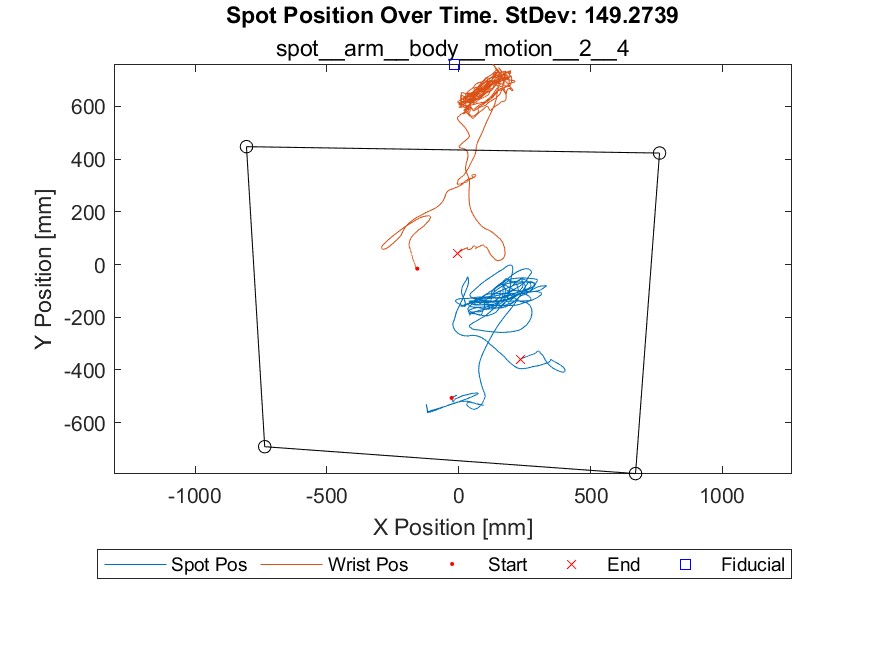 Spot Position Over Time. StDev: 149.2739
spot__arm__body__motion__2__4
600
400
200
0
-200
-400
-600
Y Position [mm]
-1000 -500 0 500 1000
X Position [mm]
Spot Pos Wrist Pos Start End Fiducial